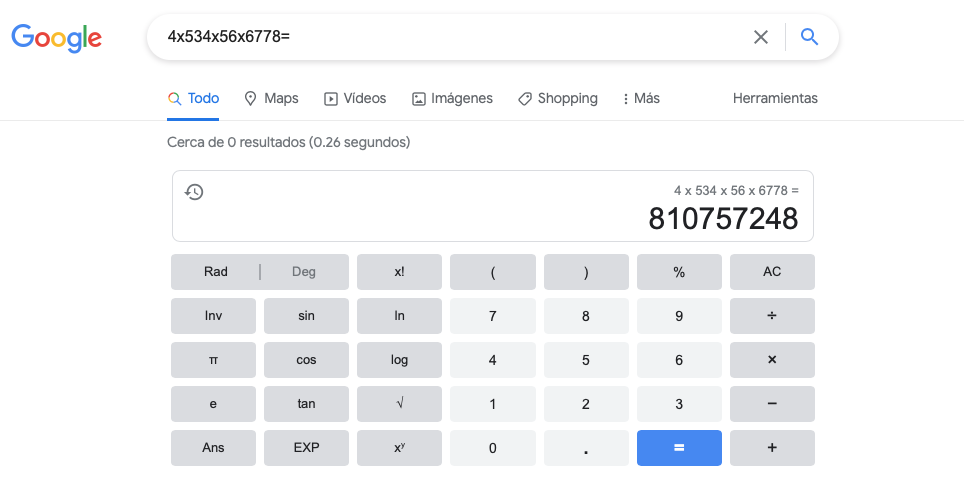 Google
4x534x56x6778=
Todo Maps Vídeos Imágenes Shopping Más Herramientas
Cerca de 0 resultados (0.26 segundos)
4 x 534 x 56 x 6778 =
810757248
Rad | Deg x! ( ) % AC
Inv sin ln 7 8 9 ÷
π cos log 4 5 6 ×
e tan √ 1 2 3 −
Ans EXP xʸ 0 . = +